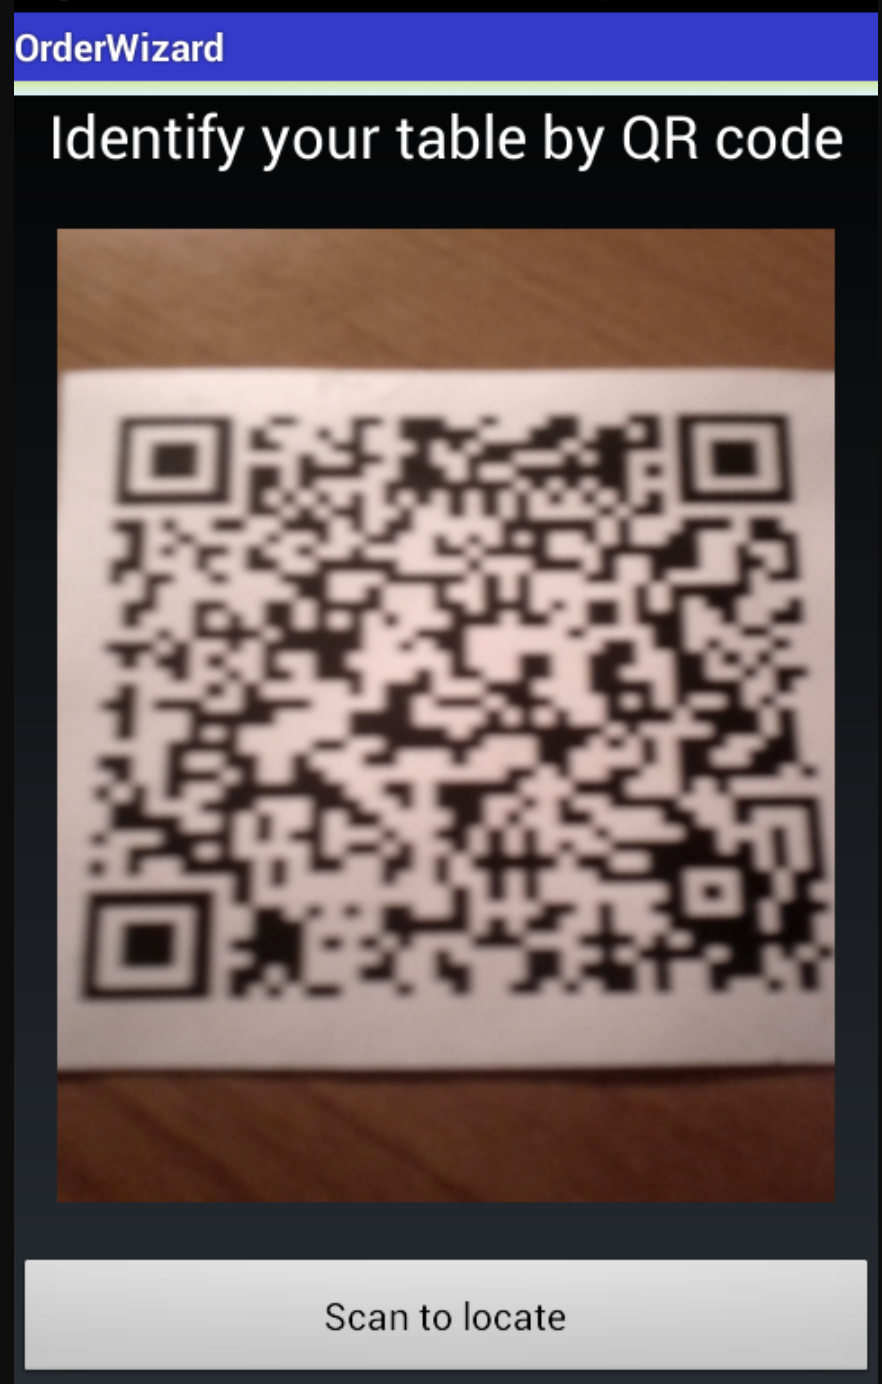 OrderWizard
Identify your table by QR code
Scan to locate